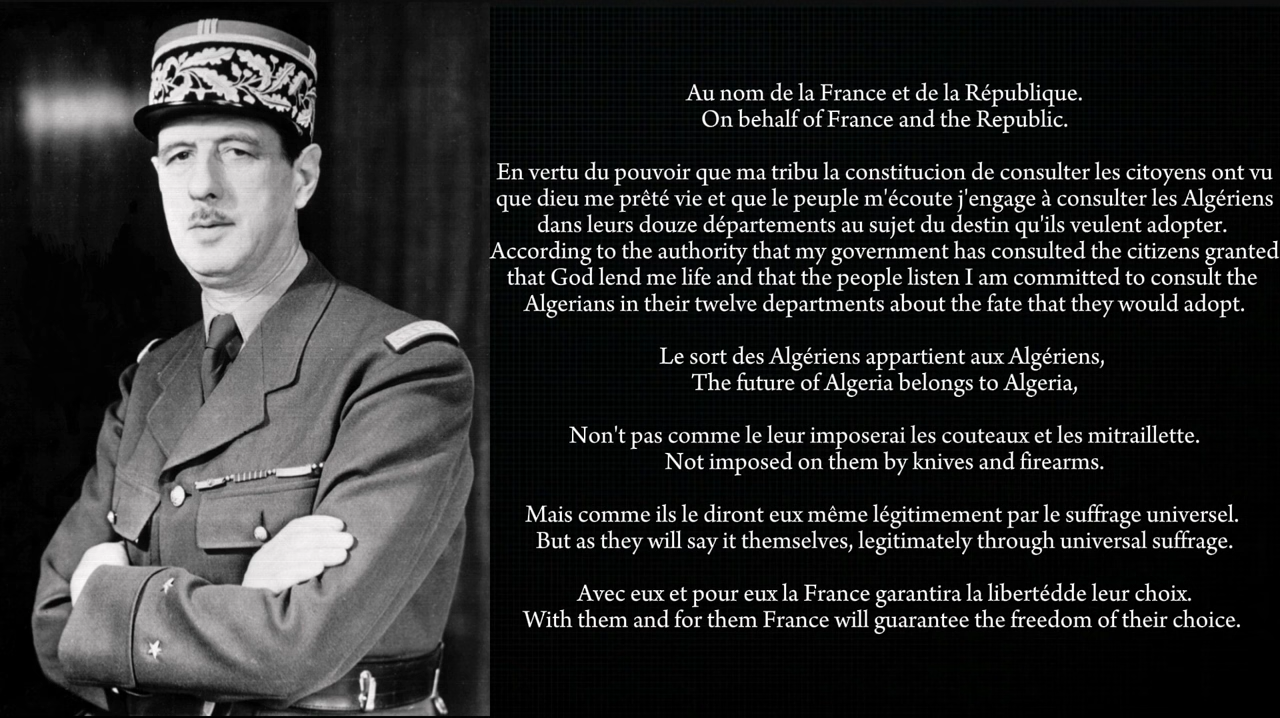 Au nom de la France et de la République.
On behalf of France and the Republic.
En vertu du pouvoir que ma tribu la constitucion de consulter les citoyens ont vu
que dieu me prêté vie et que le peuple m'écoute j'engage à consulter les Algériens
dans leurs douze départements au sujet du destin qu'ils veulent adopter.
According to the authority that my government has consulted the citizens granted
that God lend me life and that the people listen I am committed to consult the
Algerians in their twelve departments about the fate that they would adopt.
Le sort des Algériens appartient aux Algériens,
The future of Algeria belongs to Algeria,
Non't pas comme le leur imposerai les couteaux et les mitraillette.
Not imposed on them by knives and firearms.
Mais comme ils le diront eux même légitimement par le suffrage universel.
But as they will say it themselves, legitimately through universal suffrage.
Avec eux et pour eux la France garantira la libertédde leur choix.
With them and for them France will guarantee the freedom of their choice.